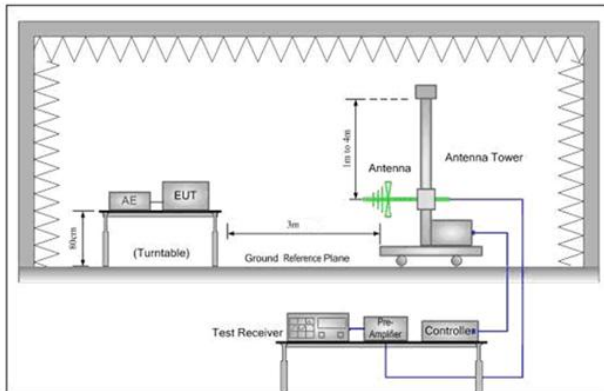 1m to 4m
Antenna
Antenna Tower
AE
EUT
80cm
(Turntable)
3m
Ground Reference Plane
Test Receiver
Pre-
Amplifier
Controller